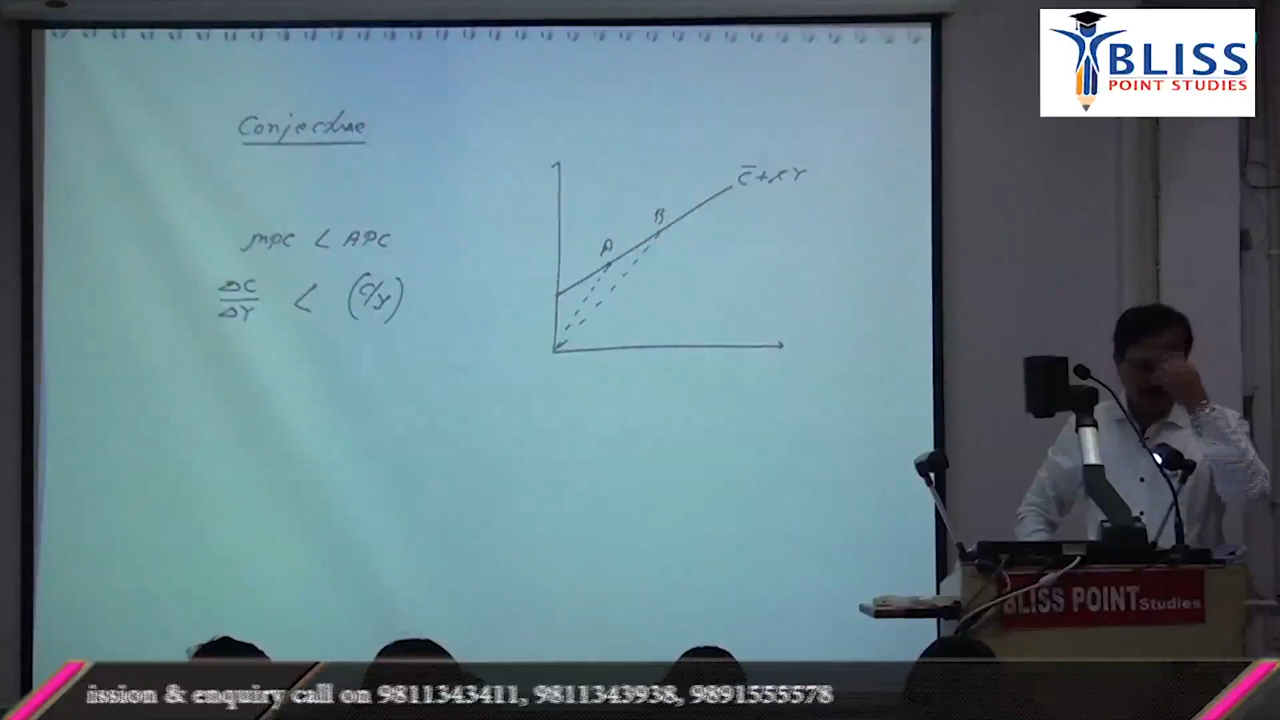 BLISS
POINT STUDIES
Conjecture
MPC < APC
ΔC/ΔY < (C/Y)
A
B
C̄ + cY
BLISS POINT Studies
ission & enquiry call on 9811343411, 9811343938, 9891555578